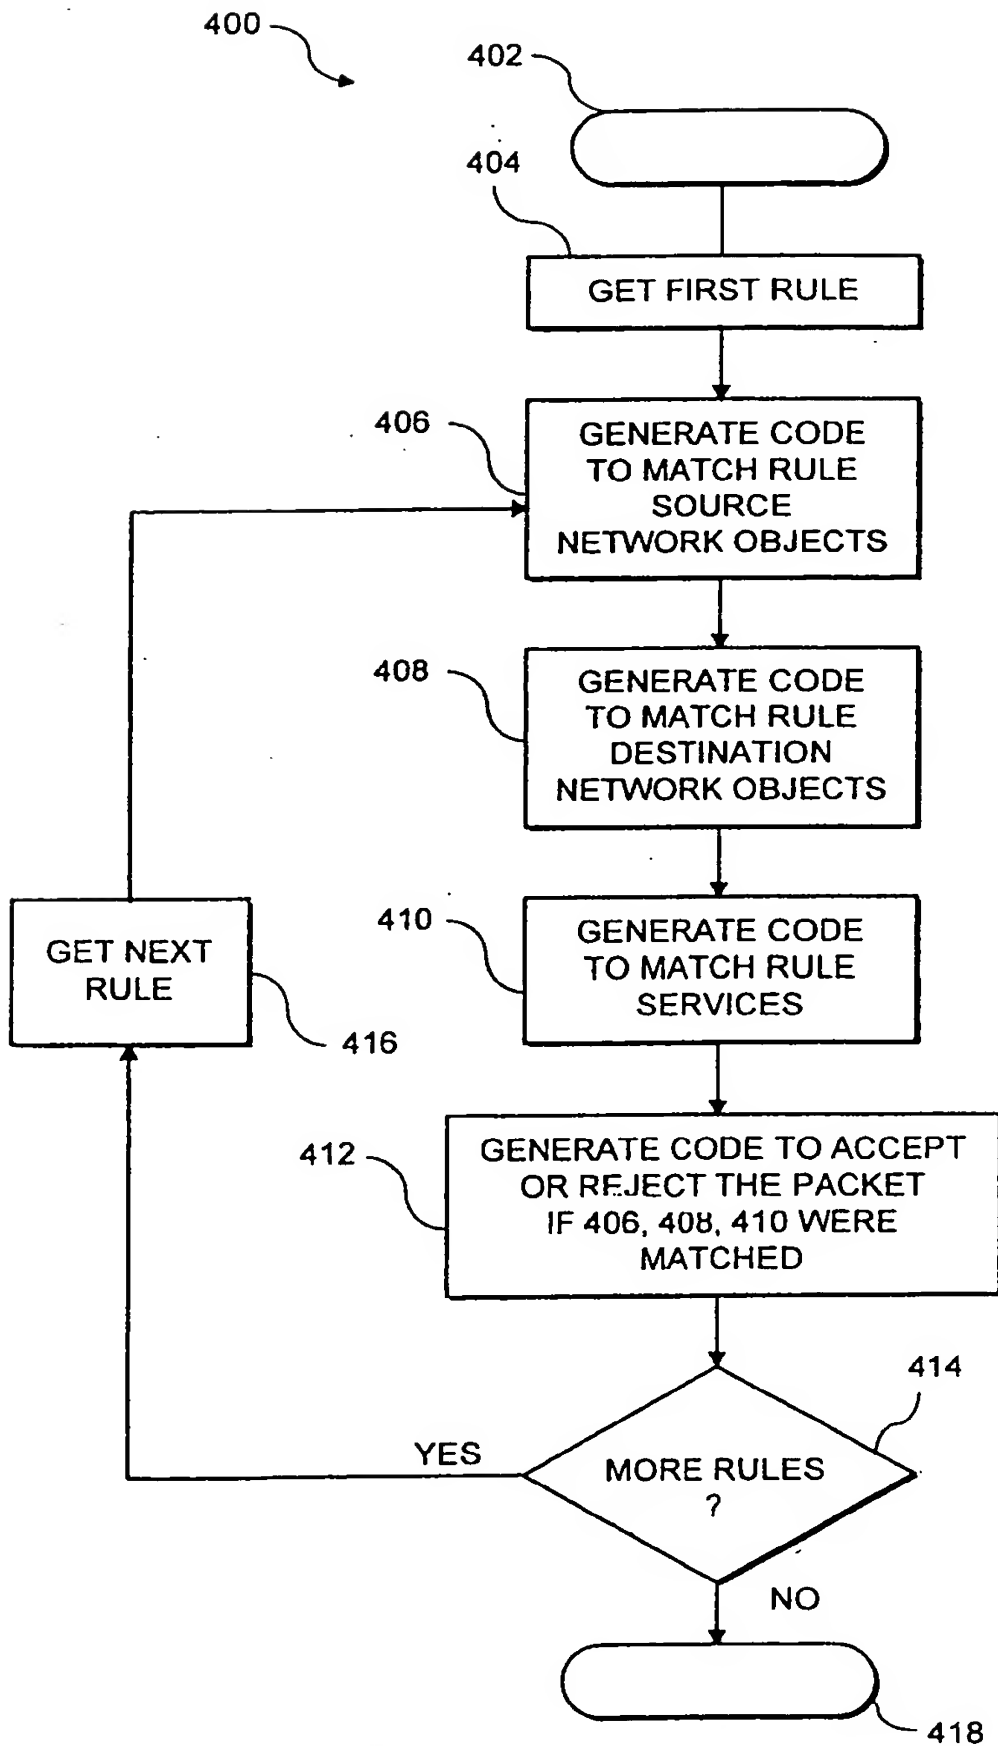 400
402
404
GET FIRST RULE
406
GENERATE CODE
TO MATCH RULE
SOURCE
NETWORK OBJECTS
408
GENERATE CODE
TO MATCH RULE
DESTINATION
NETWORK OBJECTS
410
GENERATE CODE
TO MATCH RULE
SERVICES
GET NEXT
RULE
416
412
GENERATE CODE TO ACCEPT
OR REJECT THE PACKET
IF 406, 408, 410 WERE
MATCHED
414
YES
MORE RULES
?
NO
418